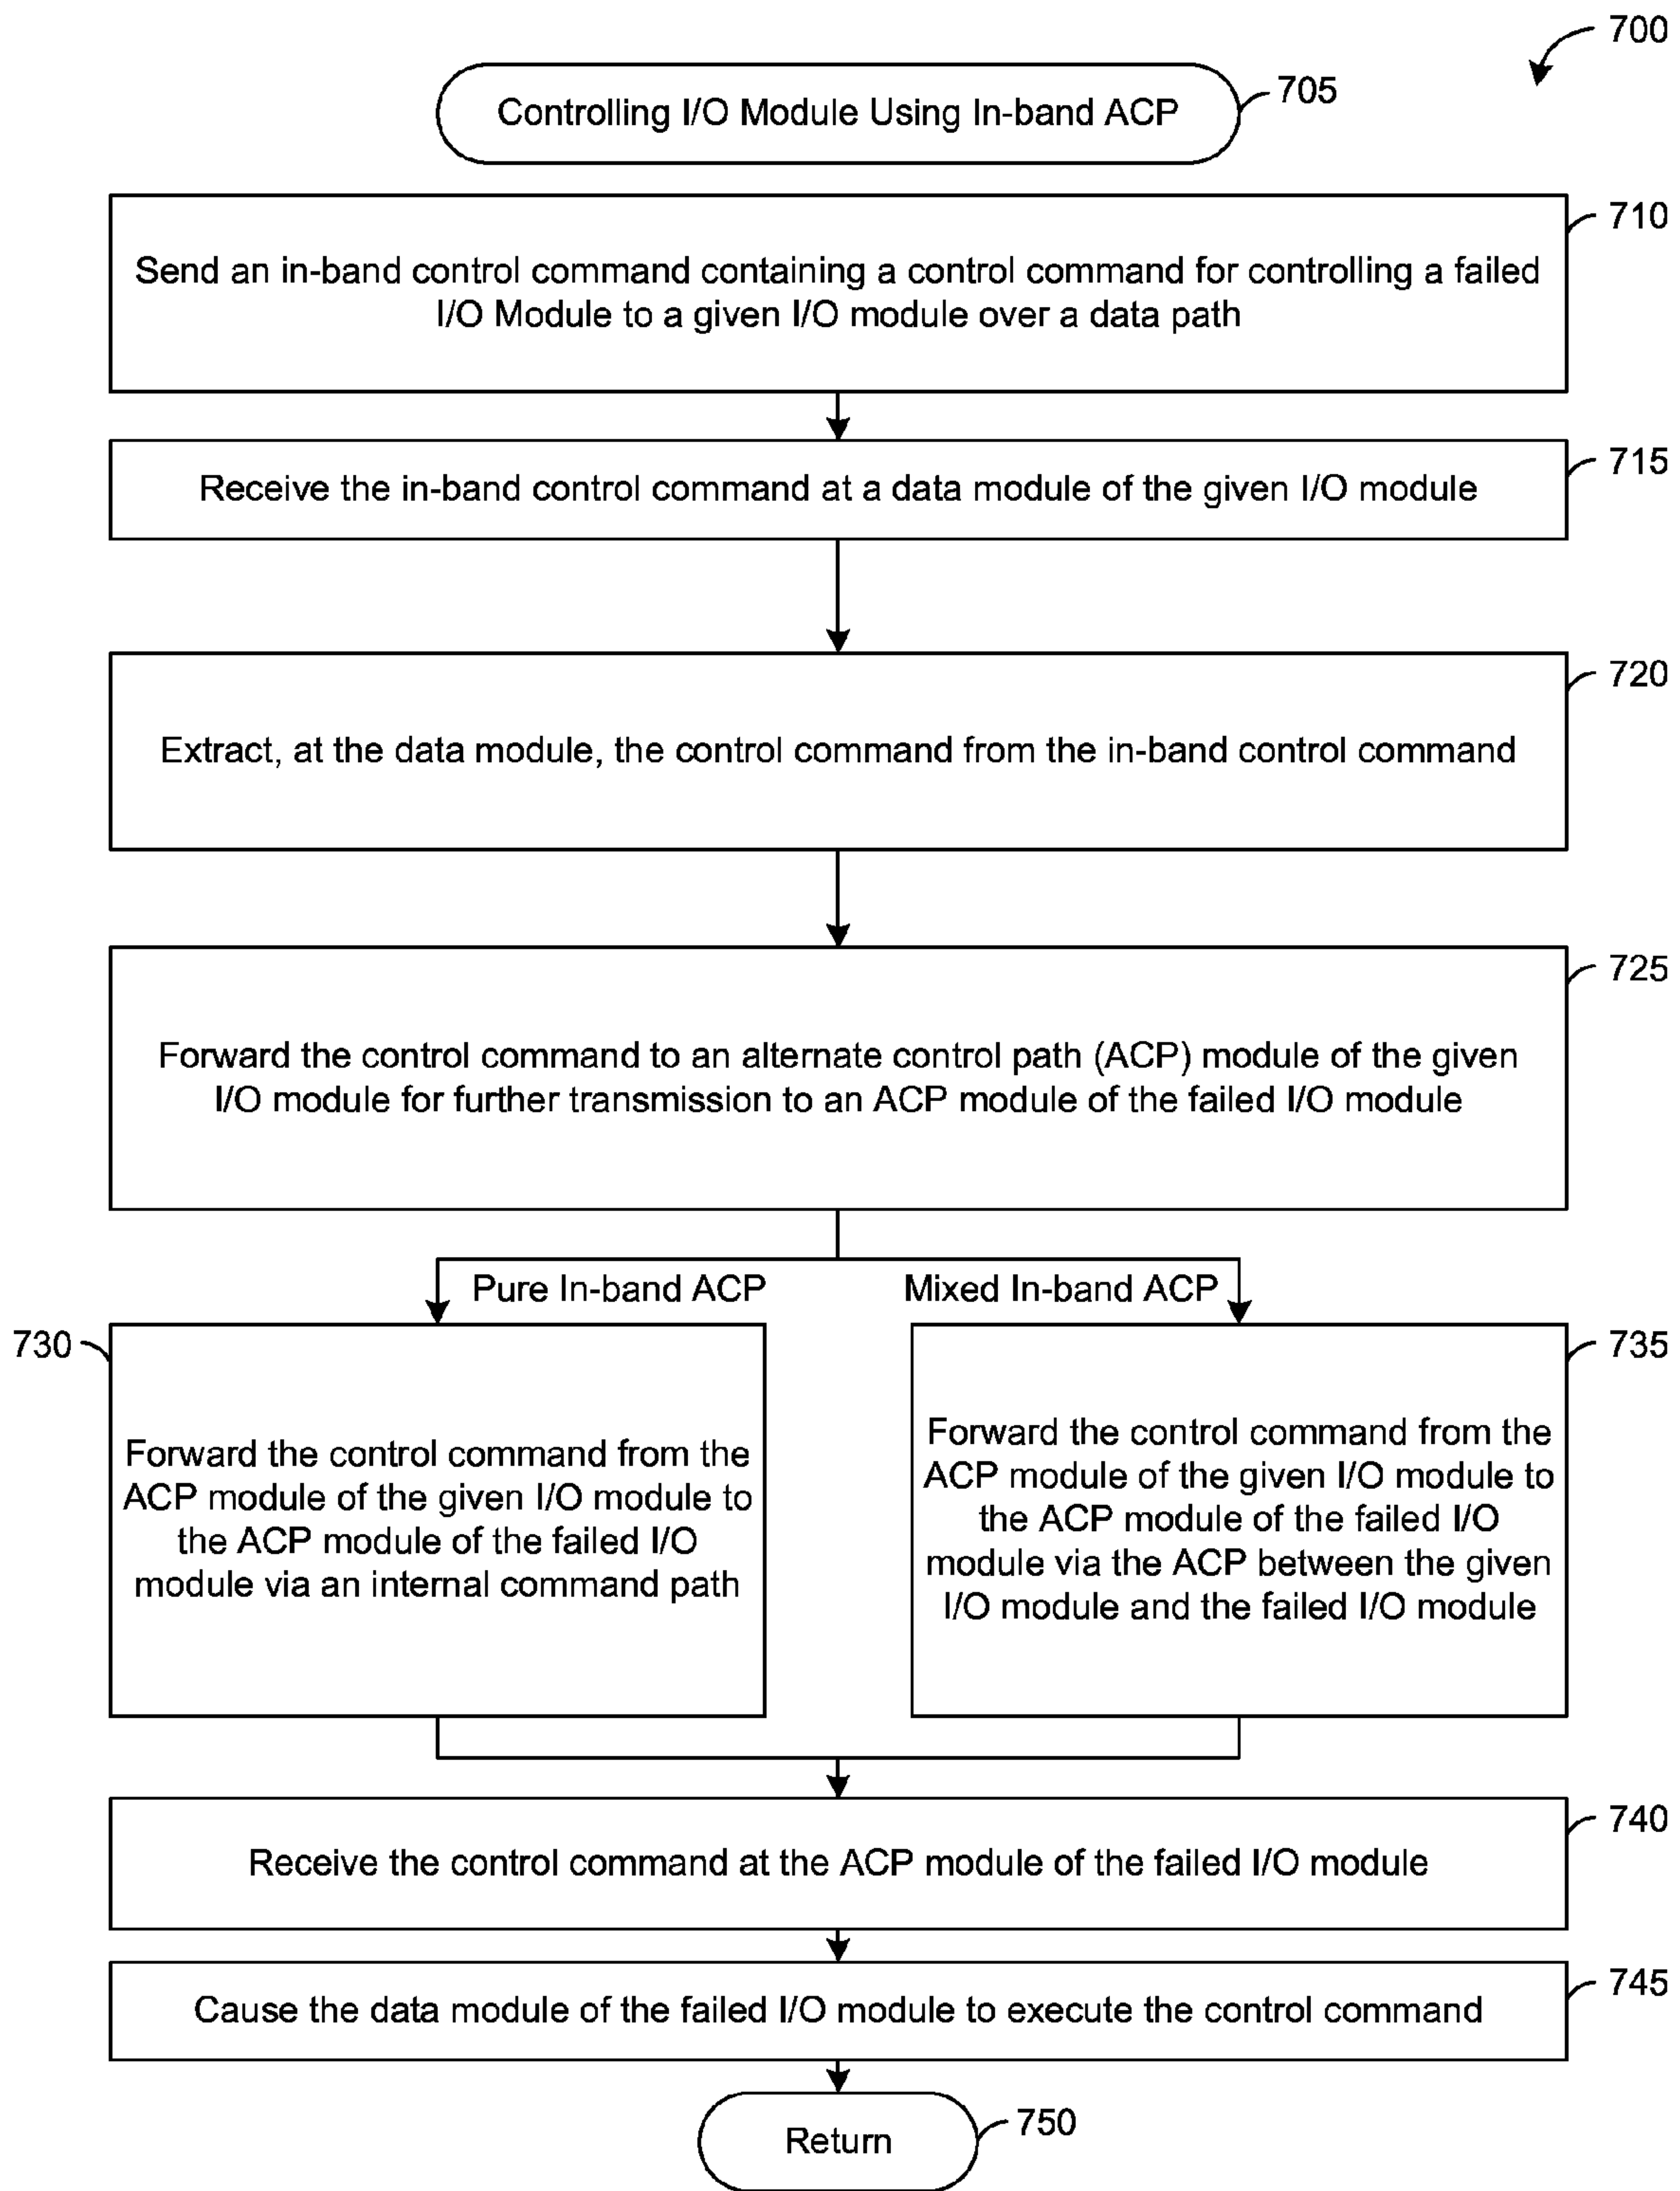 700
Controlling I/O Module Using In-band ACP
705
710
Send an in-band control command containing a control command for controlling a failed
I/O Module to a given I/O module over a data path
715
Receive the in-band control command at a data module of the given I/O module
720
Extract, at the data module, the control command from the in-band control command
725
Forward the control command to an alternate control path (ACP) module of the given
I/O module for further transmission to an ACP module of the failed I/O module
Pure In-band ACP
Mixed In-band ACP
730
Forward the control command from the
ACP module of the given I/O module to
the ACP module of the failed I/O
module via an internal command path
735
Forward the control command from the
ACP module of the given I/O module to
the ACP module of the failed I/O
module via the ACP between the given
I/O module and the failed I/O module
740
Receive the control command at the ACP module of the failed I/O module
745
Cause the data module of the failed I/O module to execute the control command
Return
750